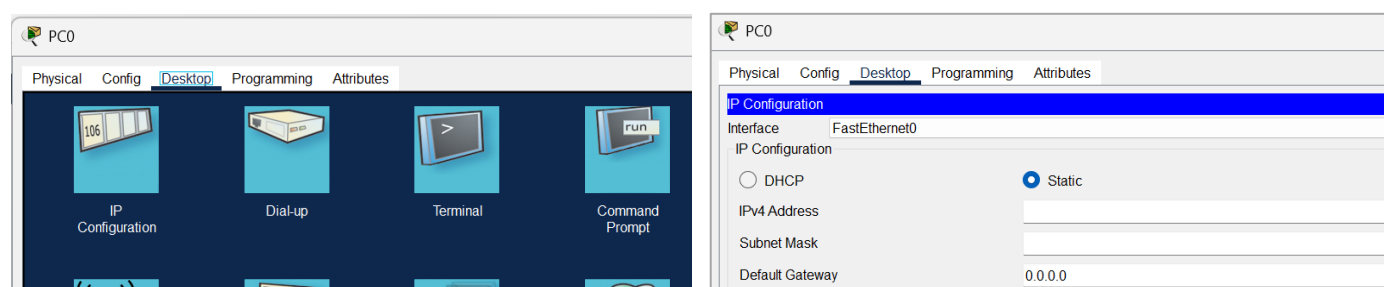 PC0
Physical Config Desktop Programming Attributes
106
>
run
IP
Configuration
Dial-up
Terminal
Command
Prompt
PC0
Physical Config Desktop Programming Attributes
IP Configuration
Interface FastEthernet0
IP Configuration
DHCP Static
IPv4 Address
Subnet Mask
Default Gateway 0.0.0.0